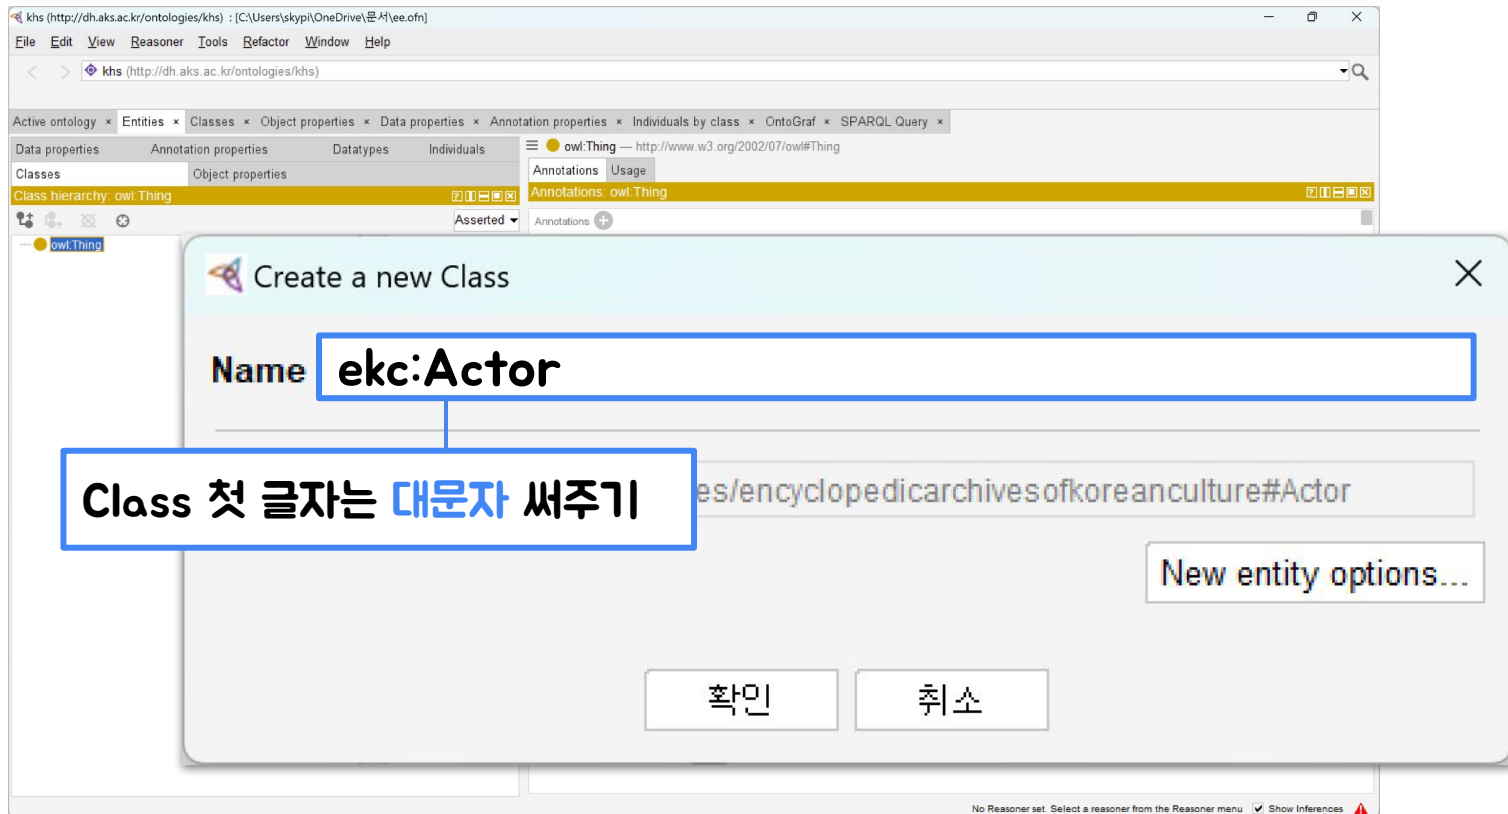 khs (http://dh.aks.ac.kr/ontologies/khs) : [C:\Users\skypi\OneDrive\문서\ee.ofn]
File Edit View Reasoner Tools Refactor Window Help
khs (http://dh.aks.ac.kr/ontologies/khs)
Active ontology × Entities × Classes × Object properties × Data properties × Annotation properties × Individuals by class × OntoGraf × SPARQL Query ×
Data properties Annotation properties Datatypes Individuals
owl:Thing — http://www.w3.org/2002/07/owl#Thing
Classes Object properties
Annotations Usage
Class hierarchy: owl:Thing
Annotations: owl:Thing
Asserted
Annotations
owl:Thing
Create a new Class
Name ekc:Actor
Class 첫 글자는 대문자 써주기
es/encyclopedicarchivesofkoreanculture#Actor
New entity options...
확인 취소
No Reasoner set. Select a reasoner from the Reasoner menu Show Inferences